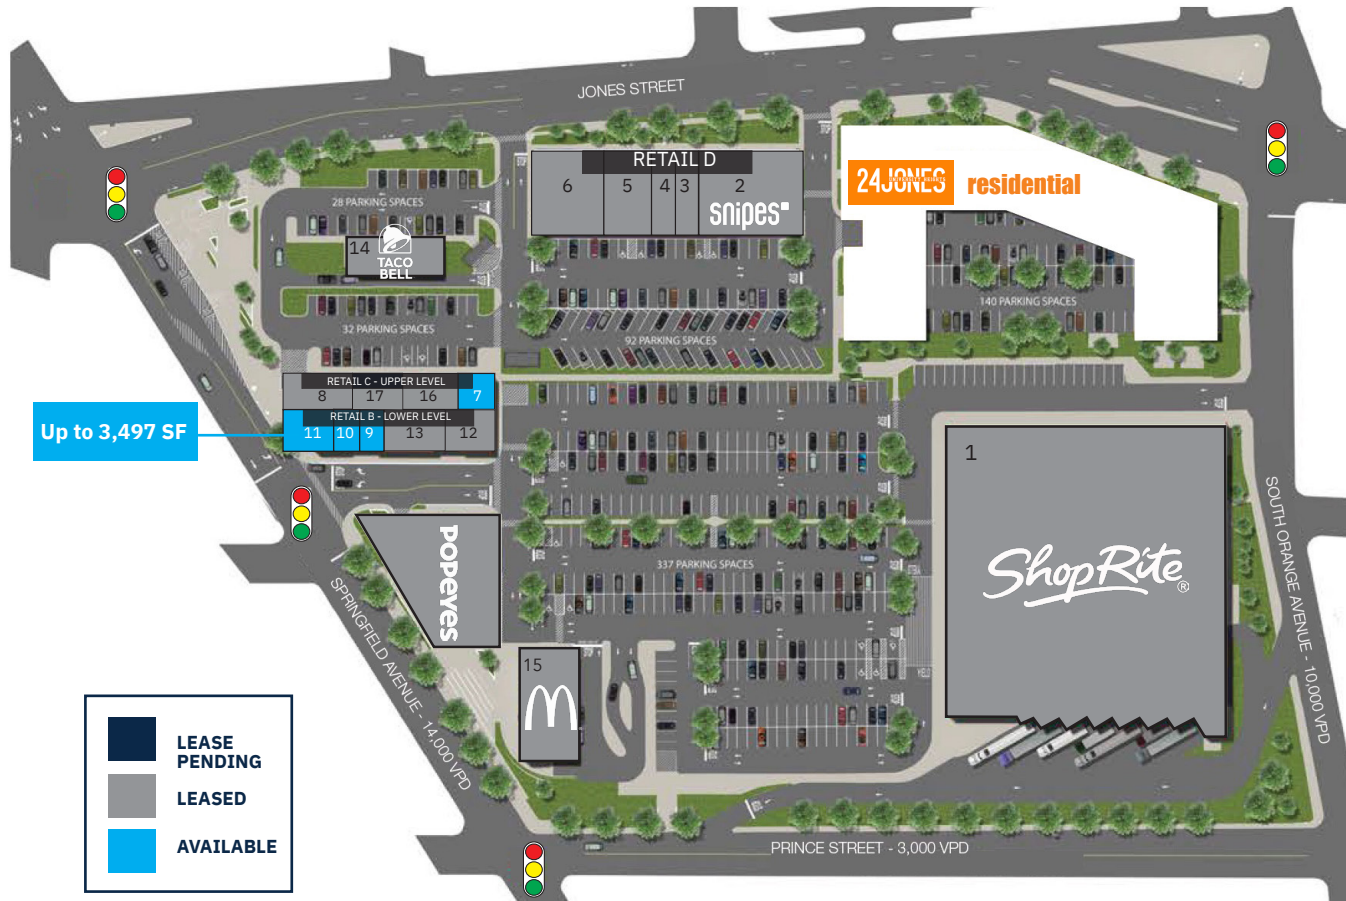 JONES STREET
RETAIL D
6
5
4
3
2
snipes
24JONES
residential
28 PARKING SPACES
14
TACO
BELL
32 PARKING SPACES
92 PARKING SPACES
140 PARKING SPACES
RETAIL C - UPPER LEVEL
8
17
16
7
RETAIL B - LOWER LEVEL
11
10
9
13
12
Up to 3,497 SF
1
ShopRite®
POPEYES
337 PARKING SPACES
15
SPRINGFIELD AVENUE - 14,000 VPD
SOUTH ORANGE AVENUE - 10,000 VPD
PRINCE STREET - 3,000 VPD
LEASE
PENDING
LEASED
AVAILABLE